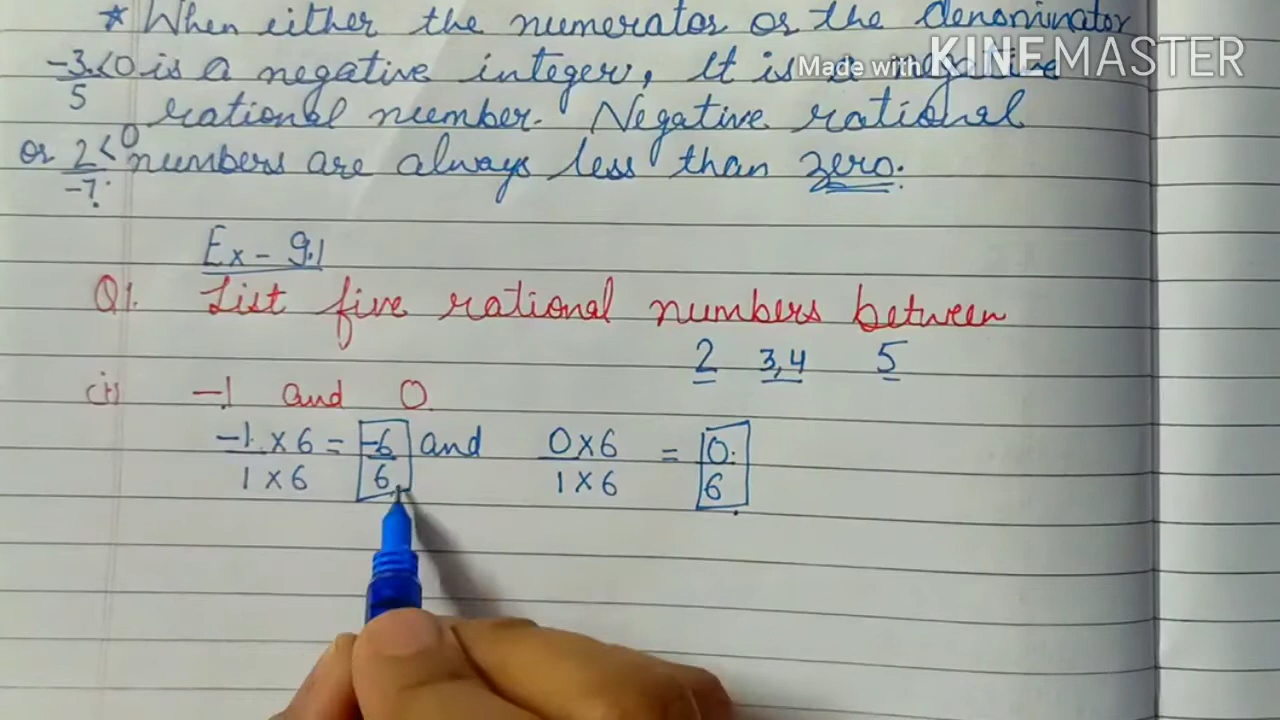 * When either the numerator or the denominator
-3/5 <0 is a negative integer, It is a negative
rational number. Negative rational
or 2/-7 <0 numbers are always less than zero.
Made with KINEMASTER
Ex - 9.1
Q1. List five rational numbers between
2 3,4 5
(i) -1 and 0
-1 × 6 / 1 × 6 = -6/6 and 0×6 / 1×6 = 0/6